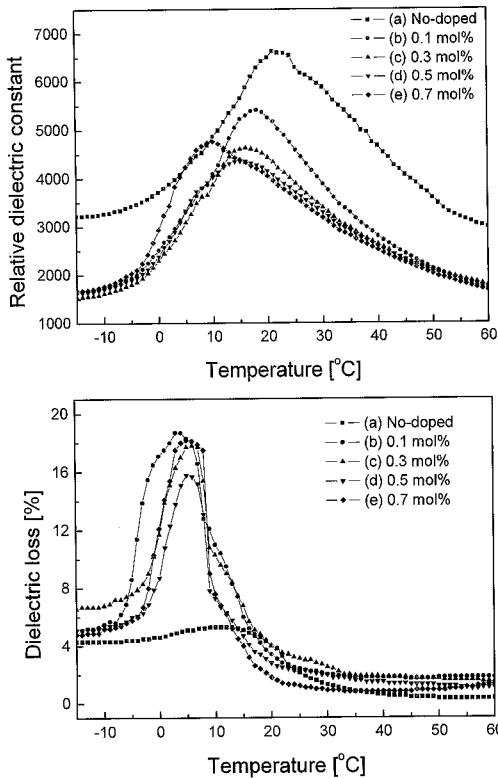 Relative dielectric constant
7000
6000
5000
4000
3000
2000
1000
(a) No-doped
(b) 0.1 mol%
(c) 0.3 mol%
(d) 0.5 mol%
(e) 0.7 mol%
-10 0 10 20 30 40 50 60
Temperature [°C]
Dielectric loss [%]
20
16
12
8
4
0
(a) No-doped
(b) 0.1 mol%
(c) 0.3 mol%
(d) 0.5 mol%
(e) 0.7 mol%
-10 0 10 20 30 40 50 60
Temperature [°C]